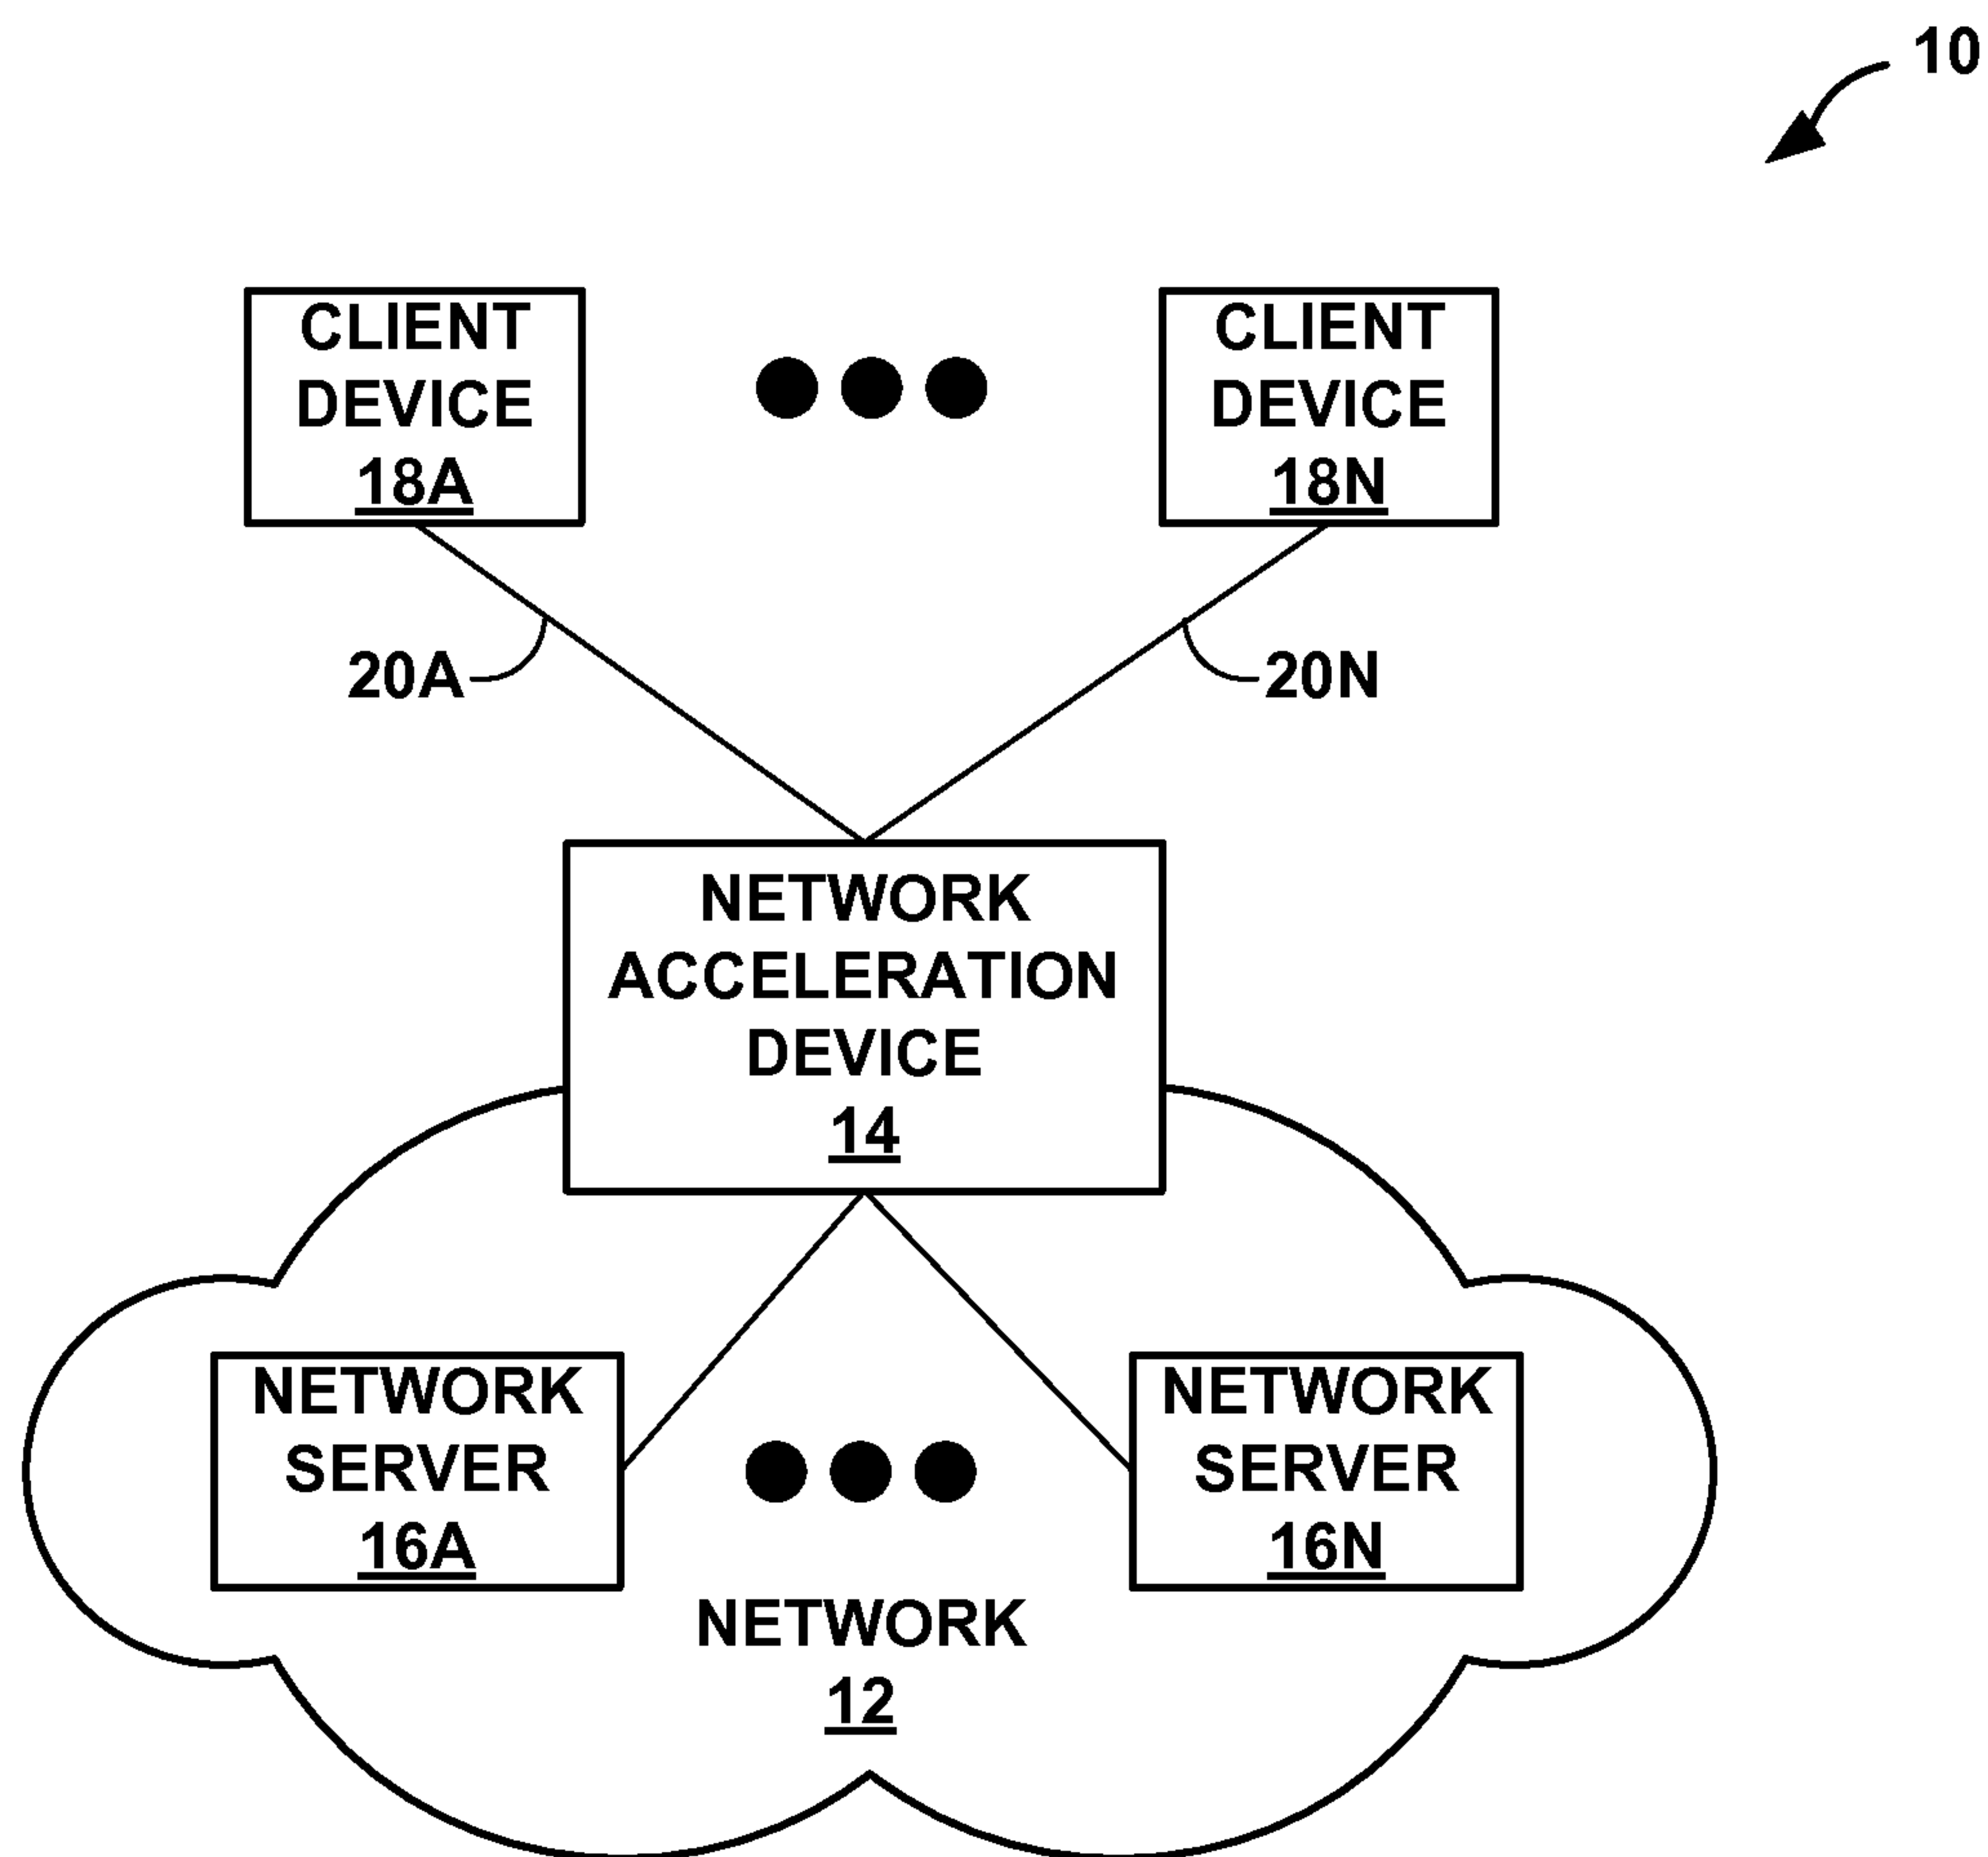 10
CLIENT
DEVICE
18A
CLIENT
DEVICE
18N
20A
20N
NETWORK
ACCELERATION
DEVICE
14
NETWORK
SERVER
16A
NETWORK
SERVER
16N
NETWORK
12